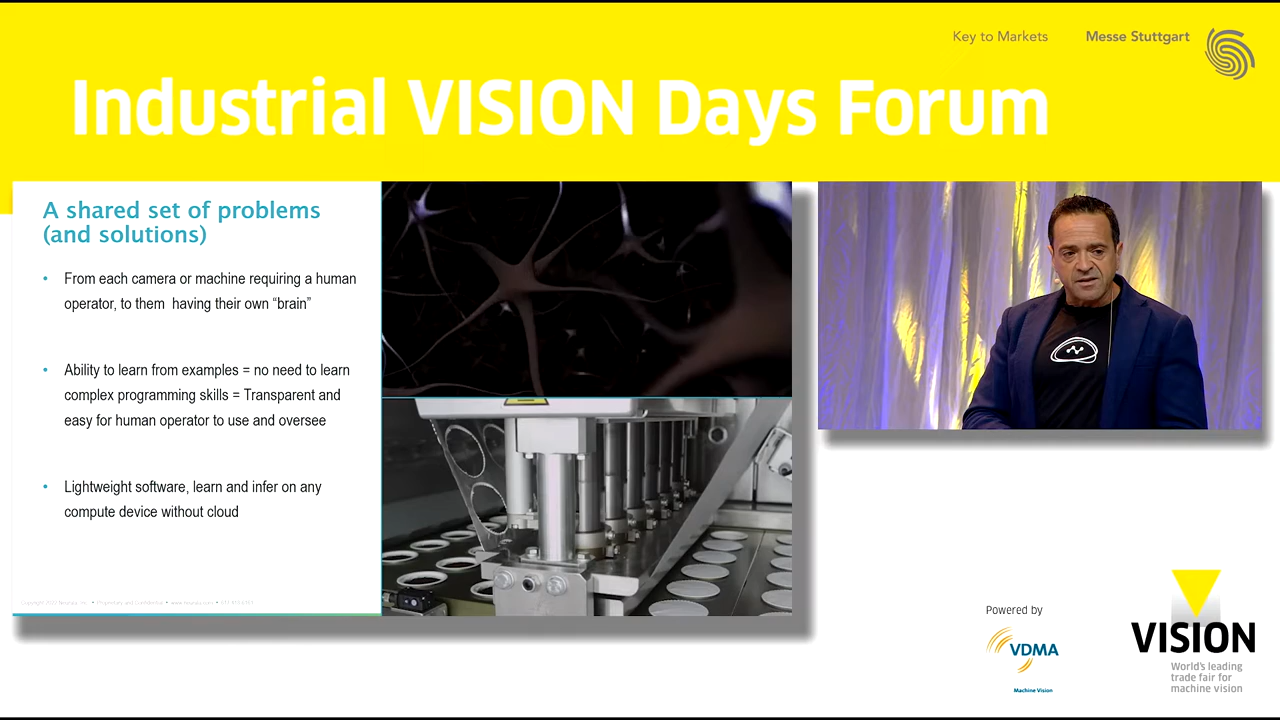 Key to Markets
Messe Stuttgart
Industrial VISION Days Forum
A shared set of problems
(and solutions)
• From each camera or machine requiring a human
operator, to them having their own “brain”
• Ability to learn from examples = no need to learn
complex programming skills = Transparent and
easy for human operator to use and oversee
• Lightweight software, learn and infer on any
compute device without cloud
Powered by
VDMA
Machine Vision
VISION
World's leading
trade fair for
machine vision